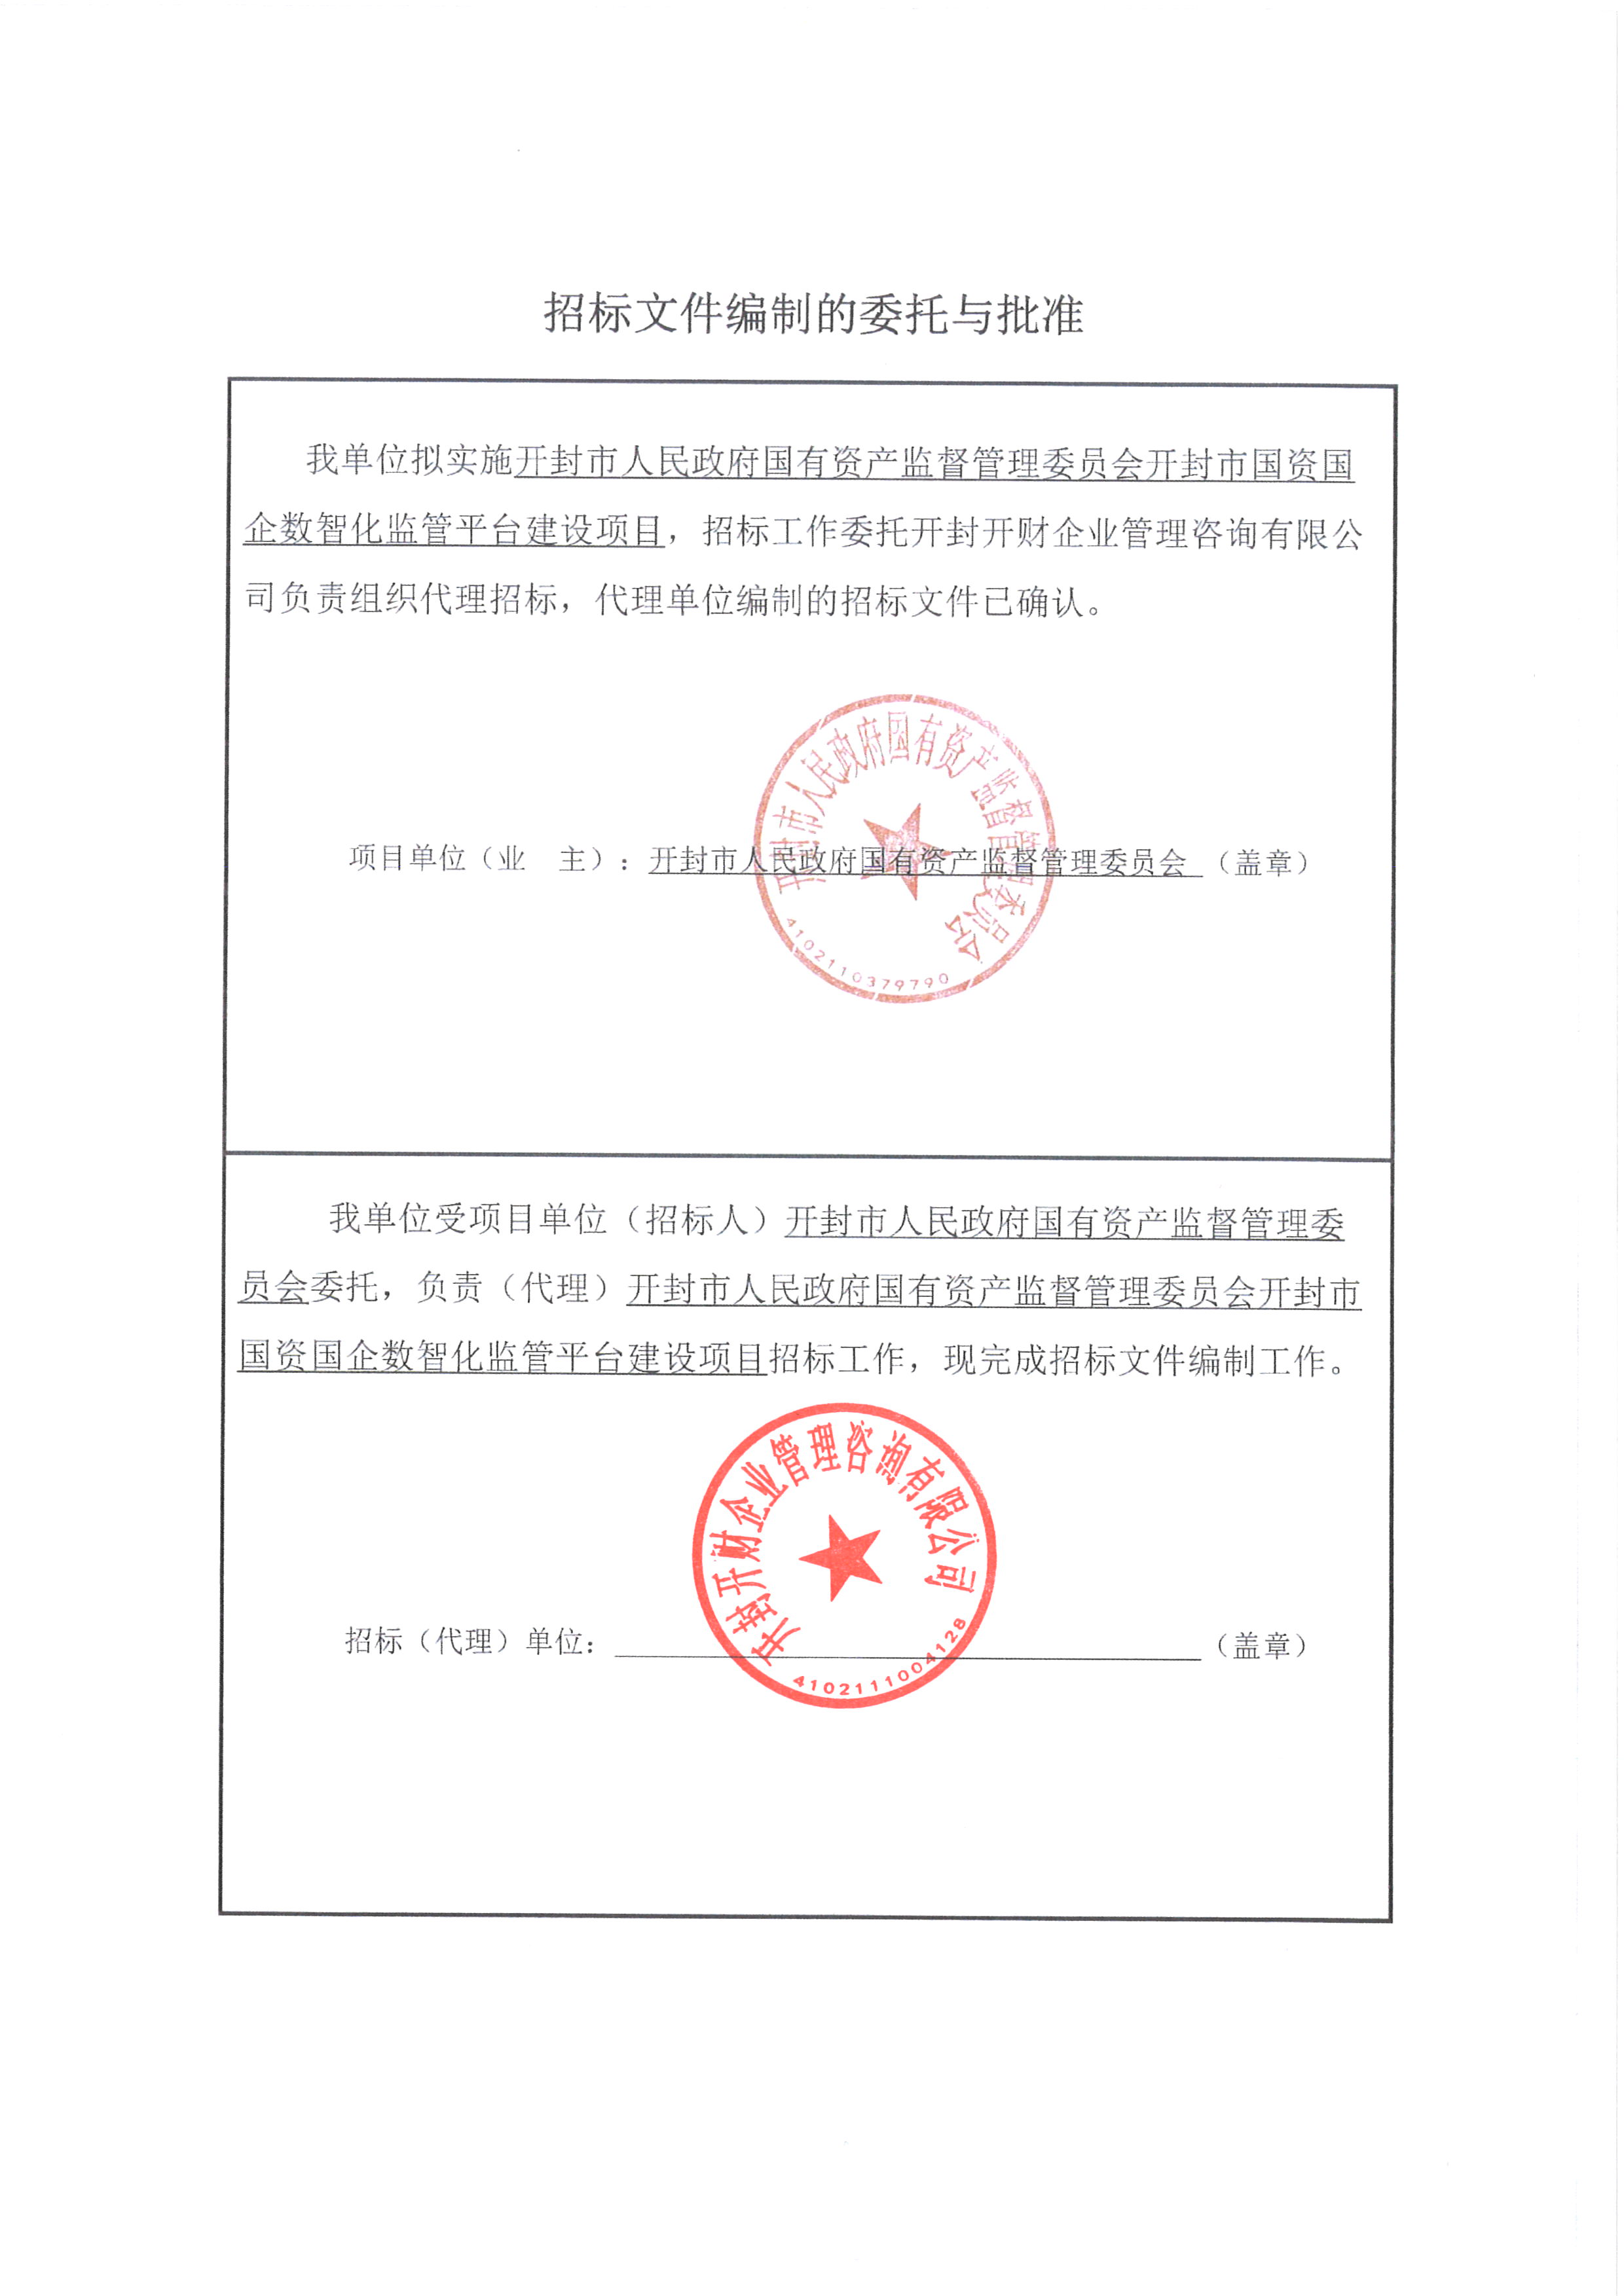 招标文件编制的委托与批准
我单位拟实施开封市人民政府国有资产监督管理委员会开封市国资国
企数智化监管平台建设项目，招标工作委托开封开财企业管理咨询有限公
司负责组织代理招标，代理单位编制的招标文件已确认。
开封市人民政府国有资产监督管理委员会
项目单位（业　主）：开封市人民政府国有资产监督管理委员会（盖章）
4102110379790
我单位受项目单位（招标人）开封市人民政府国有资产监督管理委
员会委托，负责（代理）开封市人民政府国有资产监督管理委员会开封市
国资国企数智化监管平台建设项目招标工作，现完成招标文件编制工作。
开封开财企业管理咨询有限公司
招标（代理）单位：（盖章）
4102111004128